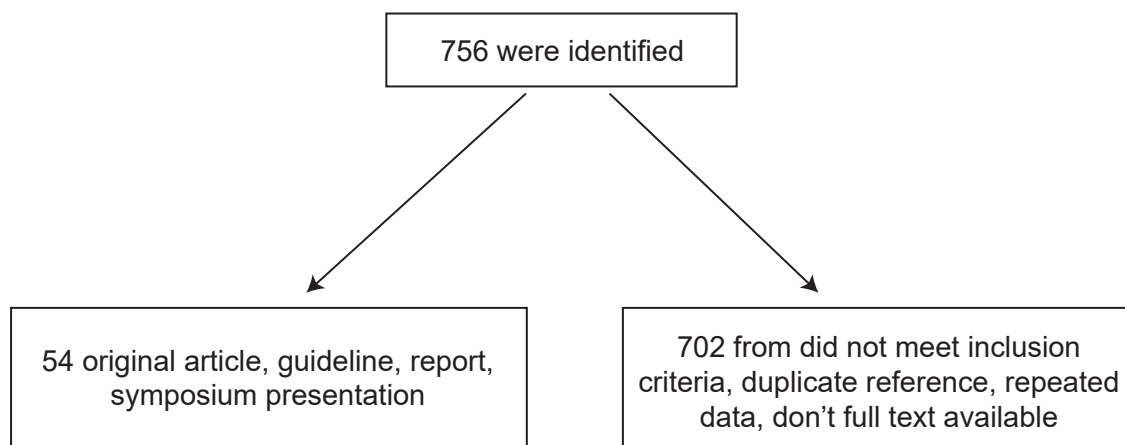 756 were identified
54 original article, guideline, report,
symposium presentation
702 from did not meet inclusion
criteria, duplicate reference, repeated
data, don’t full text available